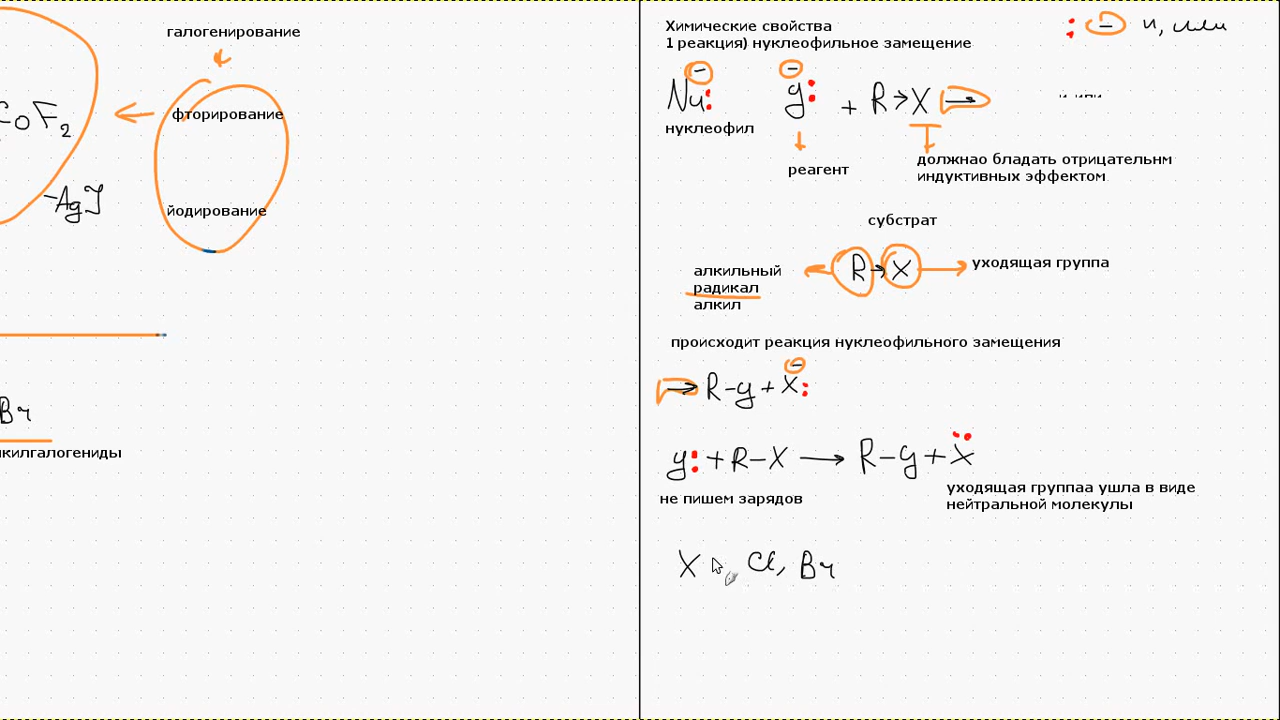 галогенирование
фторирование
CoF2
-AgJ
йодирование
Br
килгалогениды
Химические свойства
- и, или
1 реакция) нуклеофильное замещение
Nu: y: + R→X →
нуклеофил
реагент
должнао бладать отрицательнм
индуктивных эффектом
субстрат
R→X
уходящая группа
алкильный
радикал
алкил
происходит реакция нуклеофильного замещения
→ R-y + X:
y: + R-X → R-y + X
не пишем зарядов
уходящая группаа ушла в виде
нейтральной молекулы
X Cl, Br